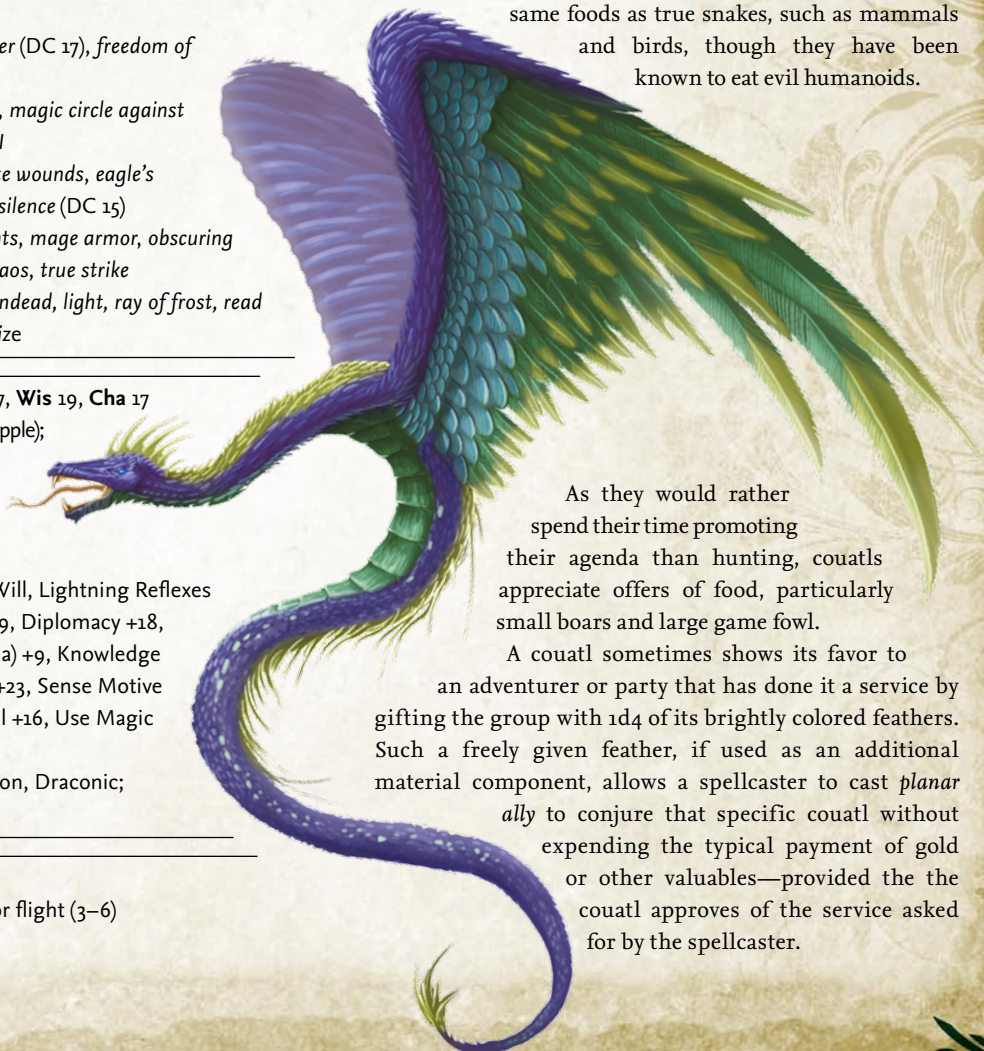 er (DC 17), freedom of
, magic circle against
l
te wounds, eagle’s
silence (DC 15)
nts, mage armor, obscuring
aos, true strike
ndead, light, ray of frost, read
ize
7, Wis 19, Cha 17
pple);
Will, Lightning Reflexes
9, Diplomacy +18,
a) +9, Knowledge
+23, Sense Motive
l +16, Use Magic
on, Draconic;
or flight (3–6)
same foods as true snakes, such as mammals
and birds, though they have been
known to eat evil humanoids.
As they would rather
spend their time promoting
their agenda than hunting, couatls
appreciate offers of food, particularly
small boars and large game fowl.
A couatl sometimes shows its favor to
an adventurer or party that has done it a service by
gifting the group with 1d4 of its brightly colored feathers.
Such a freely given feather, if used as an additional
material component, allows a spellcaster to cast planar
ally to conjure that specific couatl without
expending the typical payment of gold
or other valuables—provided the the
couatl approves of the service asked
for by the spellcaster.